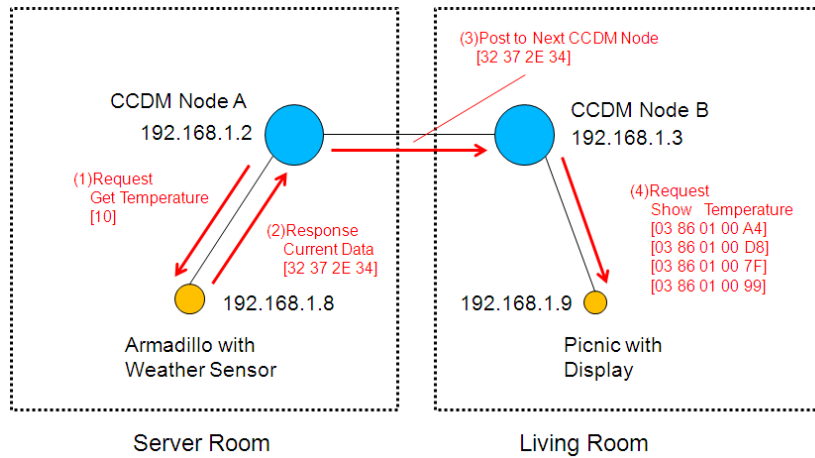 (3)Post to Next CCDM Node
[32 37 2E 34]
CCDM Node A
192.168.1.2
CCDM Node B
192.168.1.3
(1)Request
Get Temperature
[10]
(2)Response
Current Data
[32 37 2E 34]
(4)Request
Show Temperature
[03 86 01 00 A4]
[03 86 01 00 D8]
[03 86 01 00 7F]
[03 86 01 00 99]
192.168.1.8
192.168.1.9
Armadillo with
Weather Sensor
Picnic with
Display
Server Room
Living Room